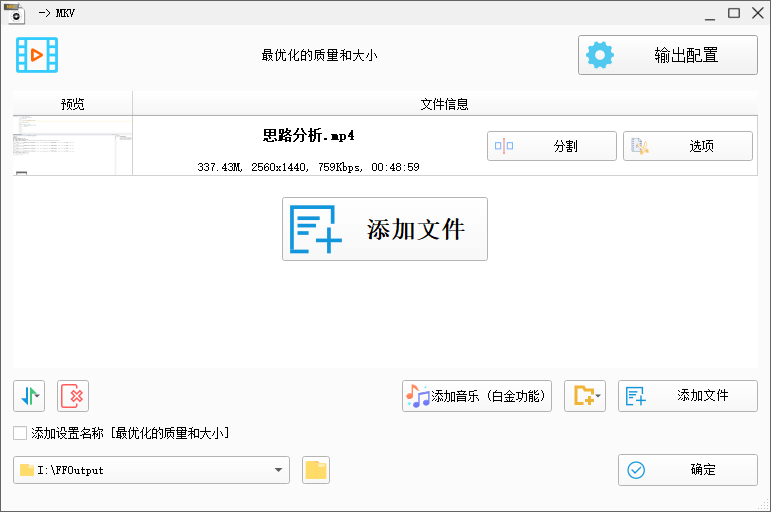 -> MKV
最优化的质量和大小
输出配置
预览
文件信息
思路分析.mp4
337.43M, 2560x1440, 759Kbps, 00:48:59
分割
选项
添加文件
添加音乐（白金功能）
添加文件
添加设置名称 [最优化的质量和大小]
I:\FFOutput
确定